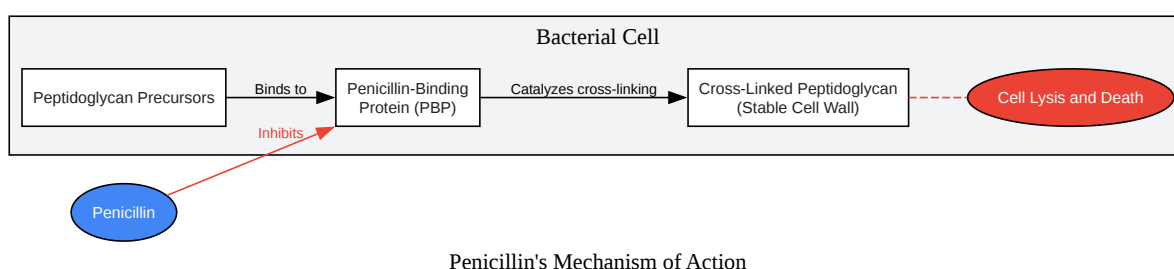 Bacterial Cell
Peptidoglycan Precursors
Binds to
Penicillin-Binding
Protein (PBP)
Catalyzes cross-linking
Cross-Linked Peptidoglycan
(Stable Cell Wall)
Cell Lysis and Death
Inhibits
Penicillin
Penicillin's Mechanism of Action